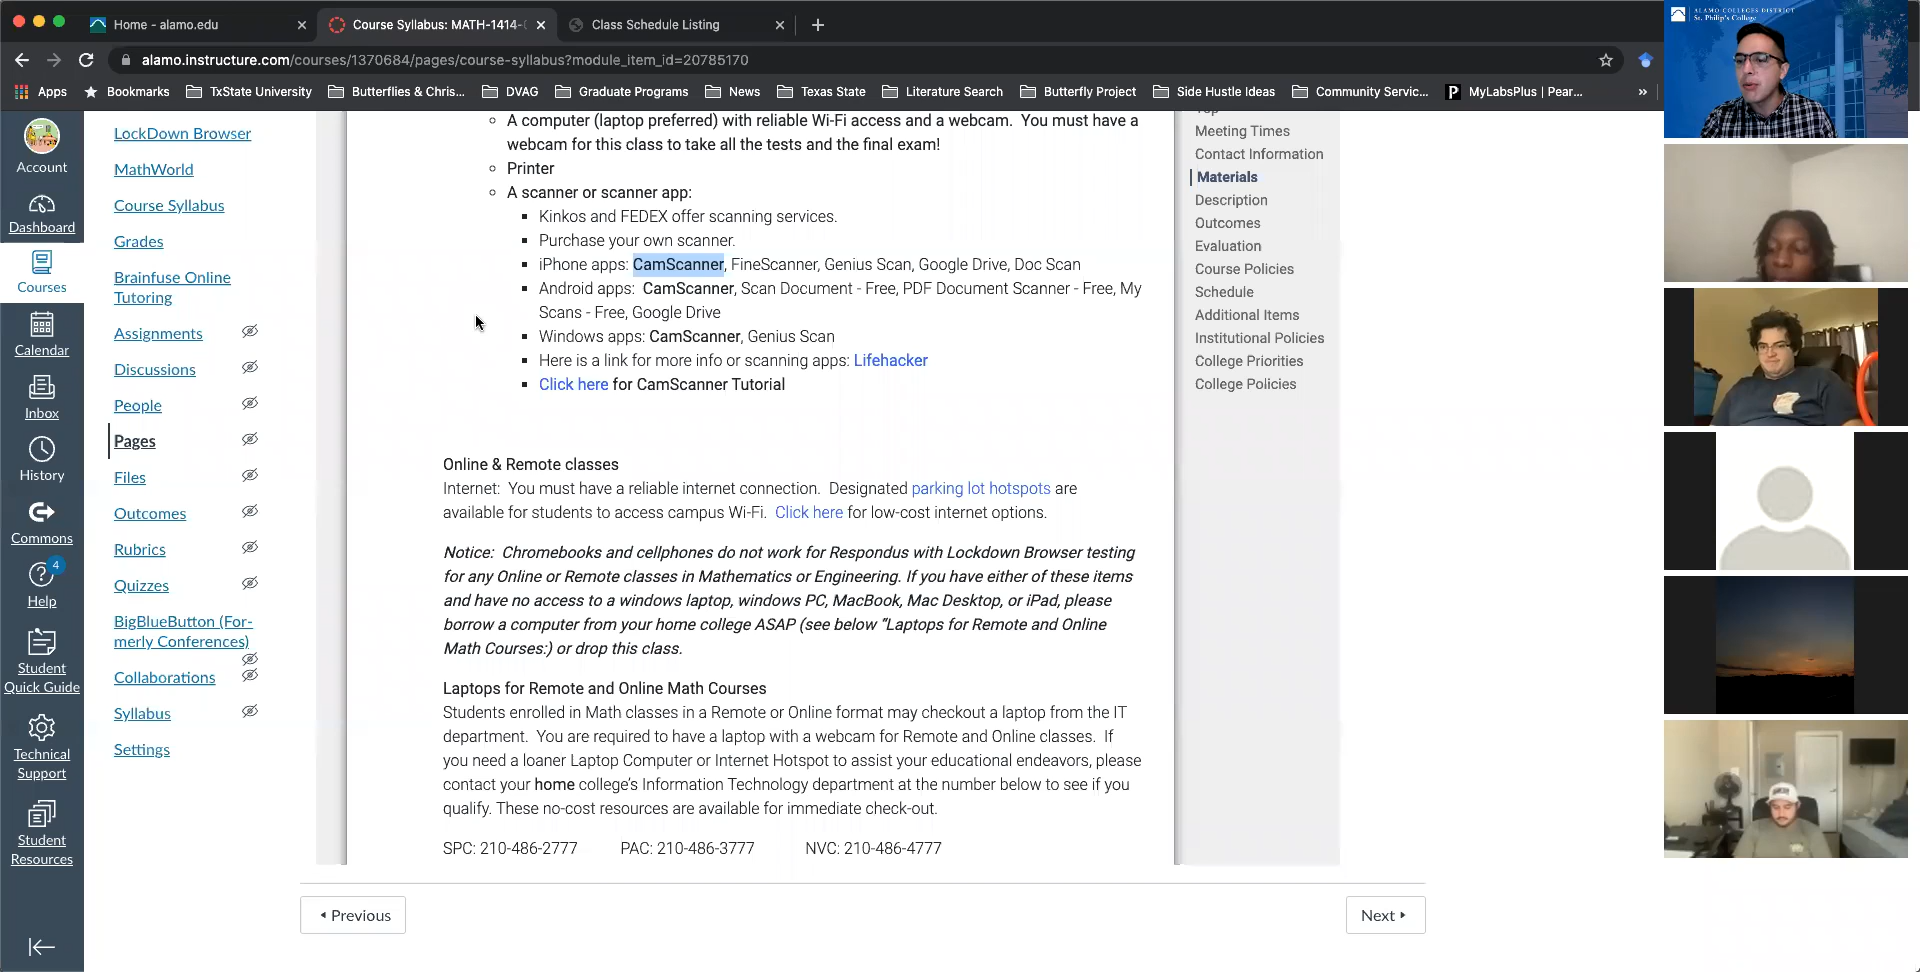 Home - alamo.edu
Course Syllabus: MATH-1414-
Class Schedule Listing
alamo.instructure.com/courses/1370684/pages/course-syllabus?module_item_id=20785170
Apps
Bookmarks
TxState University
Butterflies & Chris...
DVAG
Graduate Programs
News
Texas State
Literature Search
Butterfly Project
Side Hustle Ideas
Community Servic...
MyLabsPlus | Pear...
»
ALAMO COLLEGES DISTRICT
St. Philip's College
Account
Dashboard
Courses
Calendar
Inbox
History
Commons
4
Help
Student
Quick Guide
Technical
Support
Student
Resources
LockDown Browser
MathWorld
Course Syllabus
Grades
Brainfuse Online
Tutoring
Assignments
Discussions
People
Pages
Files
Outcomes
Rubrics
Quizzes
BigBlueButton (For-
merly Conferences)
Collaborations
Syllabus
Settings
A computer (laptop preferred) with reliable Wi-Fi access and a webcam. You must have a
webcam for this class to take all the tests and the final exam!
Printer
A scanner or scanner app:
Kinkos and FEDEX offer scanning services.
Purchase your own scanner.
iPhone apps: CamScanner, FineScanner, Genius Scan, Google Drive, Doc Scan
Android apps: CamScanner, Scan Document - Free, PDF Document Scanner - Free, My
Scans - Free, Google Drive
Windows apps: CamScanner, Genius Scan
Here is a link for more info or scanning apps: Lifehacker
Click here for CamScanner Tutorial
Online & Remote classes
Internet: You must have a reliable internet connection. Designated parking lot hotspots are
available for students to access campus Wi-Fi. Click here for low-cost internet options.
Notice: Chromebooks and cellphones do not work for Respondus with Lockdown Browser testing
for any Online or Remote classes in Mathematics or Engineering. If you have either of these items
and have no access to a windows laptop, windows PC, MacBook, Mac Desktop, or iPad, please
borrow a computer from your home college ASAP (see below "Laptops for Remote and Online
Math Courses:) or drop this class.
Laptops for Remote and Online Math Courses
Students enrolled in Math classes in a Remote or Online format may checkout a laptop from the IT
department. You are required to have a laptop with a webcam for Remote and Online classes. If
you need a loaner Laptop Computer or Internet Hotspot to assist your educational endeavors, please
contact your home college's Information Technology department at the number below to see if you
qualify. These no-cost resources are available for immediate check-out.
SPC: 210-486-2777 PAC: 210-486-3777 NVC: 210-486-4777
Top
Meeting Times
Contact Information
Materials
Description
Outcomes
Evaluation
Course Policies
Schedule
Additional Items
Institutional Policies
College Priorities
College Policies
Previous
Next